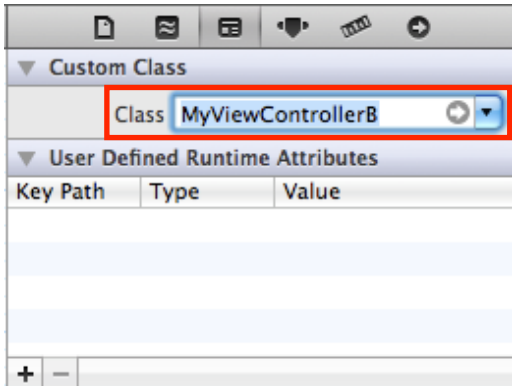 Custom Class
Class MyViewControllerB
User Defined Runtime Attributes
Key Path Type Value